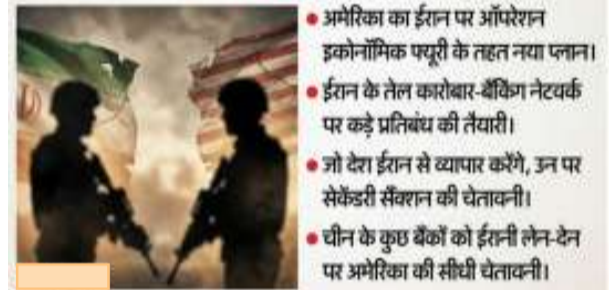 • अमेरिका का ईरान पर ऑपरेशन
इकोनॉमिक फ्यूरी के तहत नया प्लान।
• ईरान के तेल कारोबार-बैंकिंग नेटवर्क
पर कड़े प्रतिबंध की तैयारी।
• जो देश ईरान से व्यापार करेंगे, उन पर
सेकेंडरी सैंक्शन की चेतावनी।
• चीन के कुछ बैंकों को ईरानी लेन-देन
पर अमेरिका की सीधी चेतावनी।